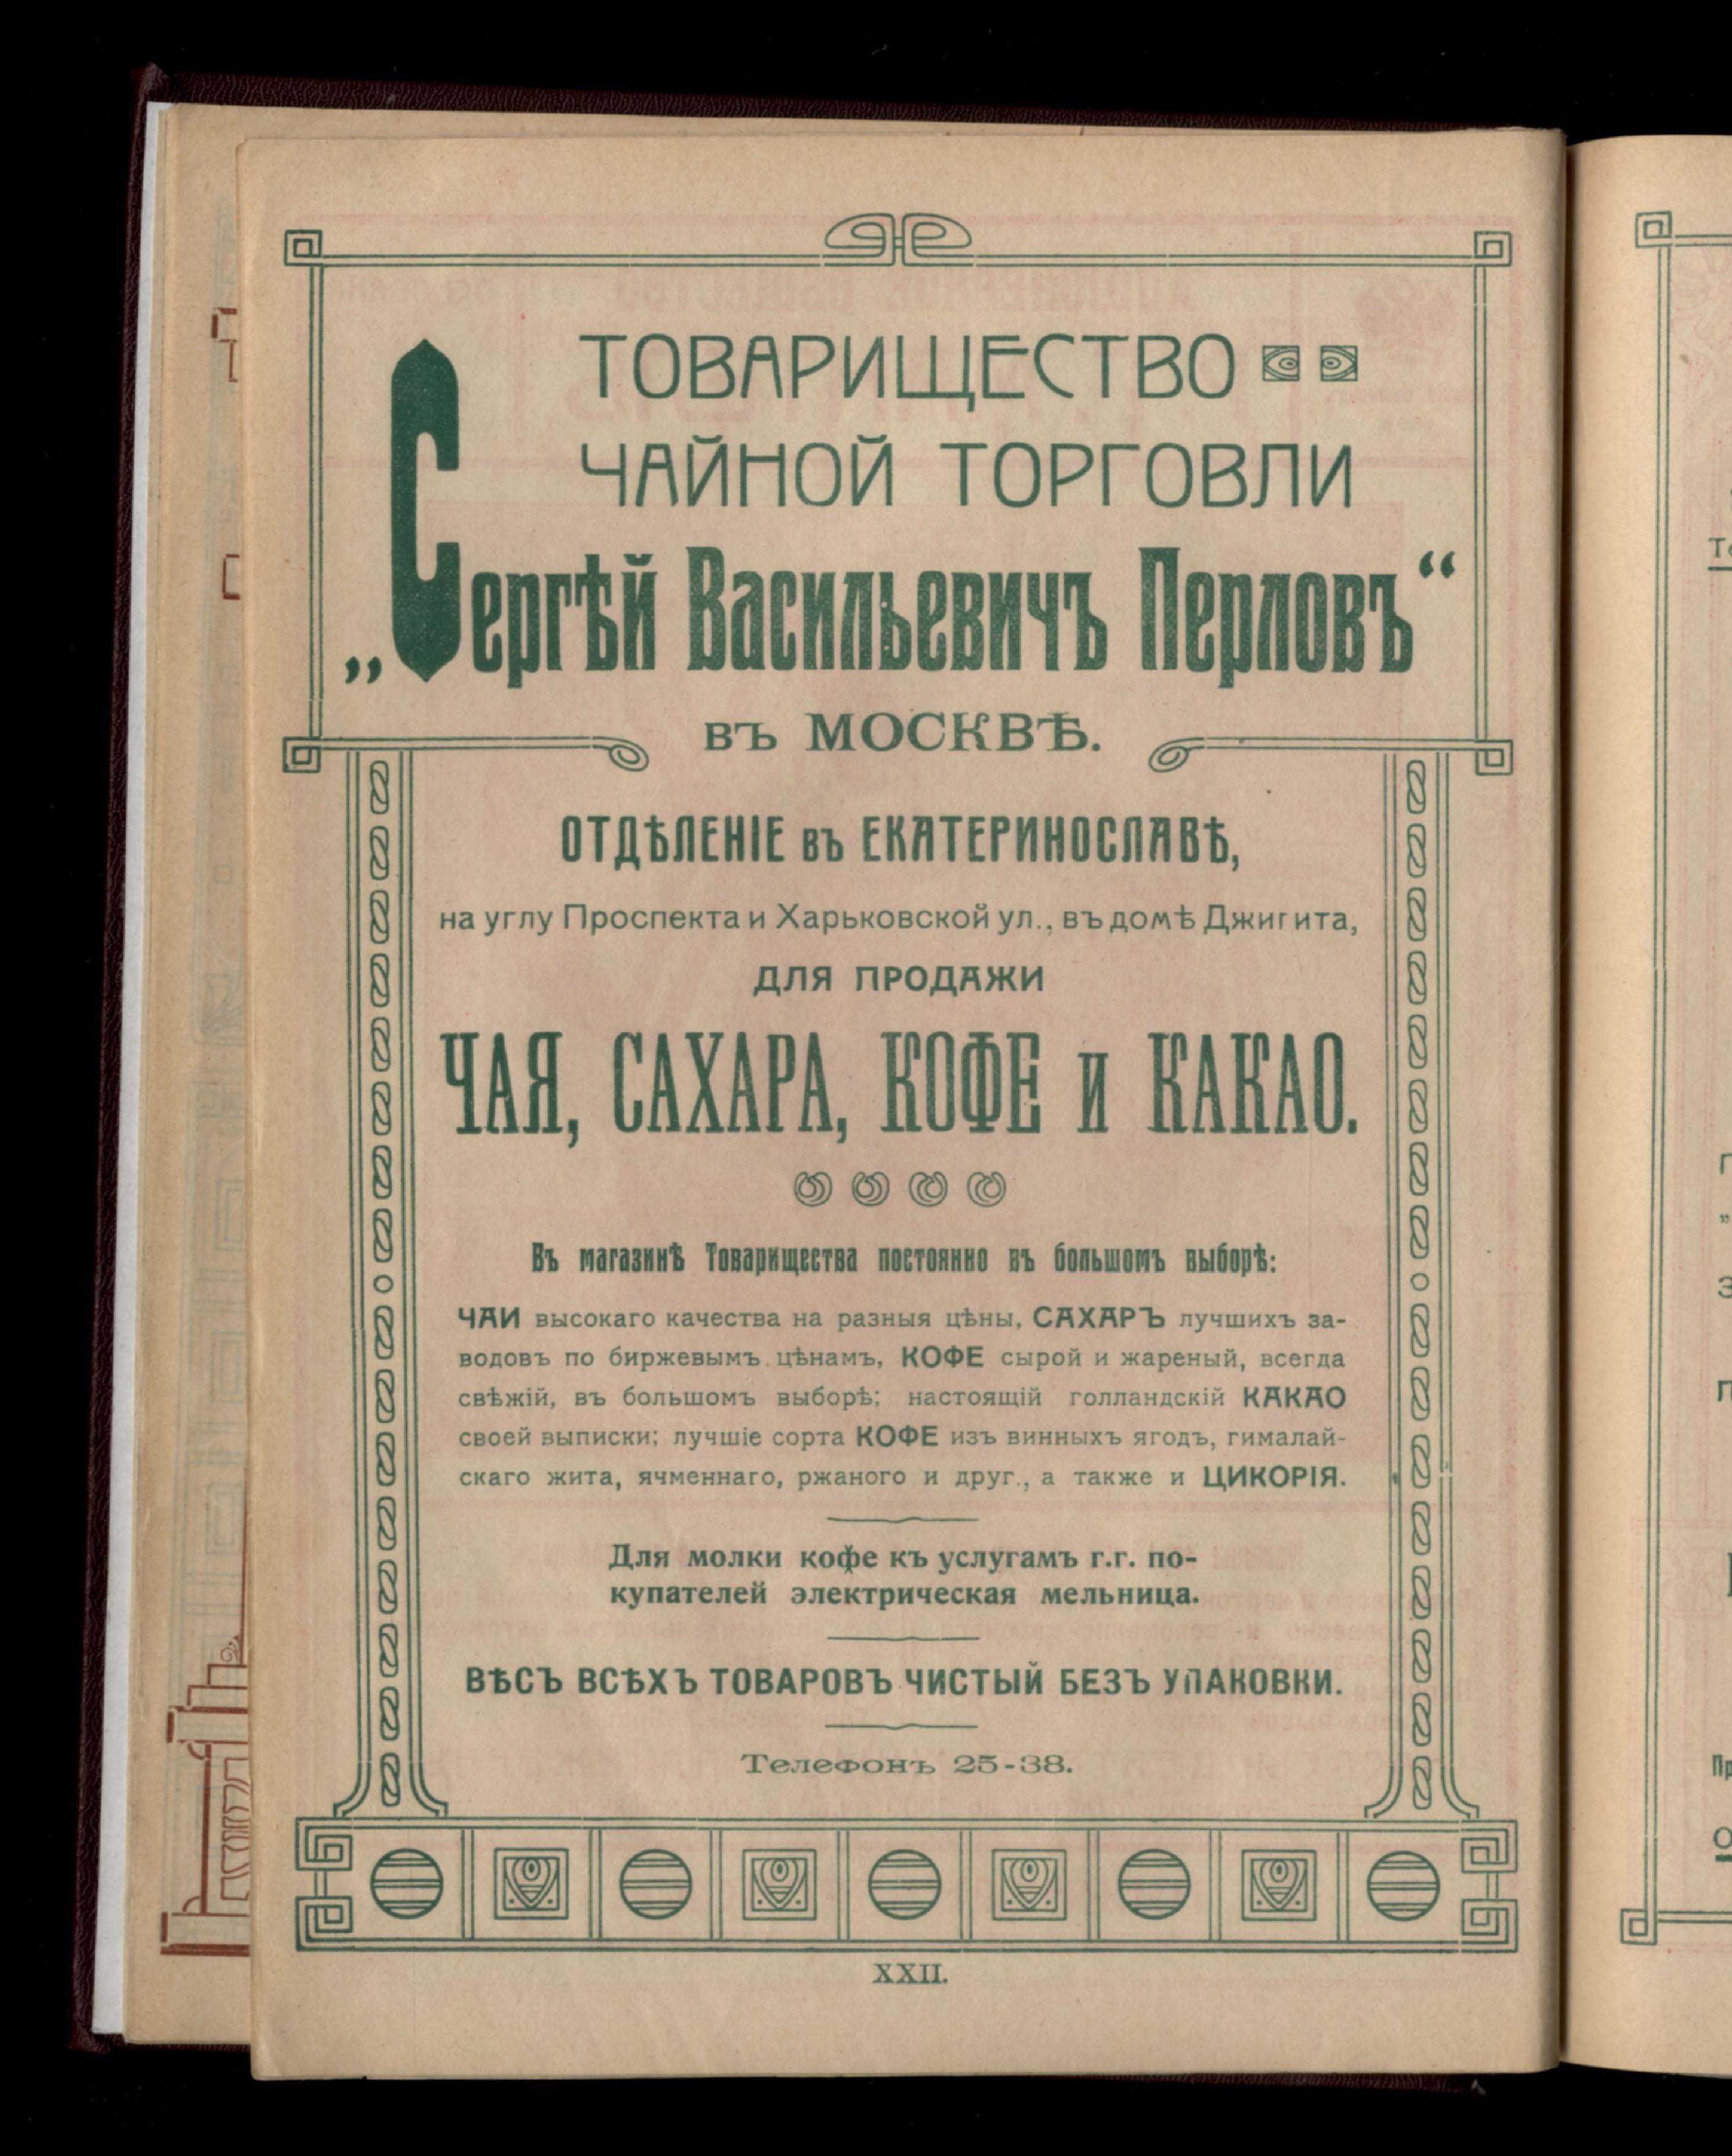 ТОВАРИЩЕСТВО
ЧАЙНОЙ ТОРГОВЛИ
„Сергѣй Васильевичъ Перловъ“
въ МОСКВѢ.
ОТДѢЛЕНІЕ въ ЕКАТЕРИНОСЛАВѢ,
на углу Проспекта и Харьковской ул., въ домѣ Джигита,
ДЛЯ ПРОДАЖИ
ЧАЯ, САХАРА, КОФЕ и КАКАО.
Въ магазинѣ Товарищества постоянно въ большомъ выборѣ:
ЧАИ высокаго качества на разныя цѣны, САХАРЪ лучшихъ за-
водовъ по биржевымъ цѣнамъ, КОФЕ сырой и жареный, всегда
свѣжій, въ большомъ выборѣ; настоящій голландскій КАКАО
своей выписки; лучшіе сорта КОФЕ изъ винныхъ ягодъ, гималай-
скаго жита, ячменнаго, ржаного и друг., а также и ЦИКОРІЯ.
Для молки кофе къ услугамъ г.г. по-
купателей электрическая мельница.
ВѢСЪ ВСѢХЪ ТОВАРОВЪ ЧИСТЫЙ БЕЗЪ УПАКОВКИ.
Телефонъ 25-38.
XXII.